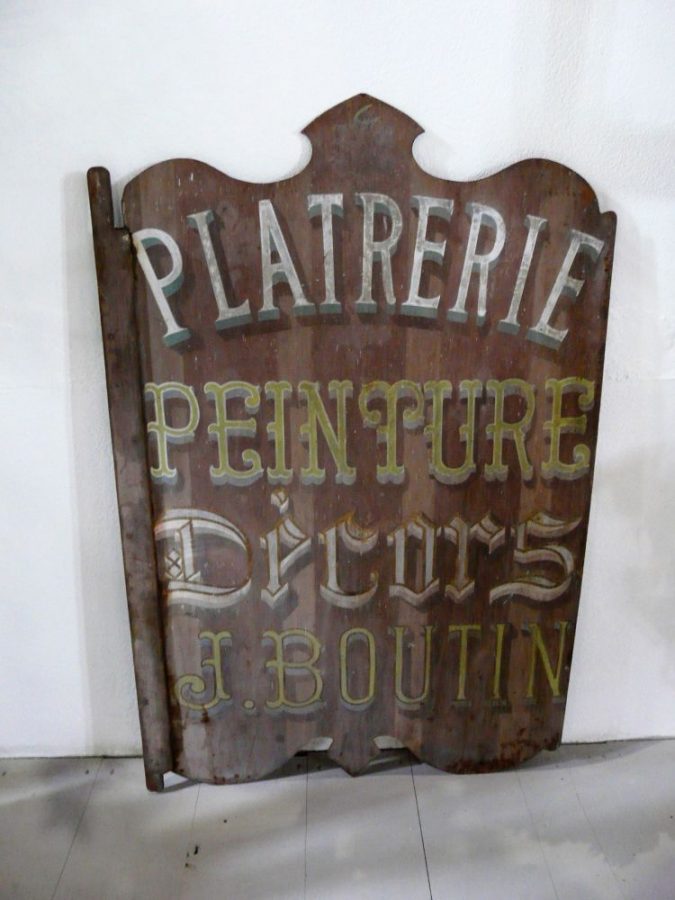 PLATRERIE
PEINTURE
Décors
J. BOUTIN